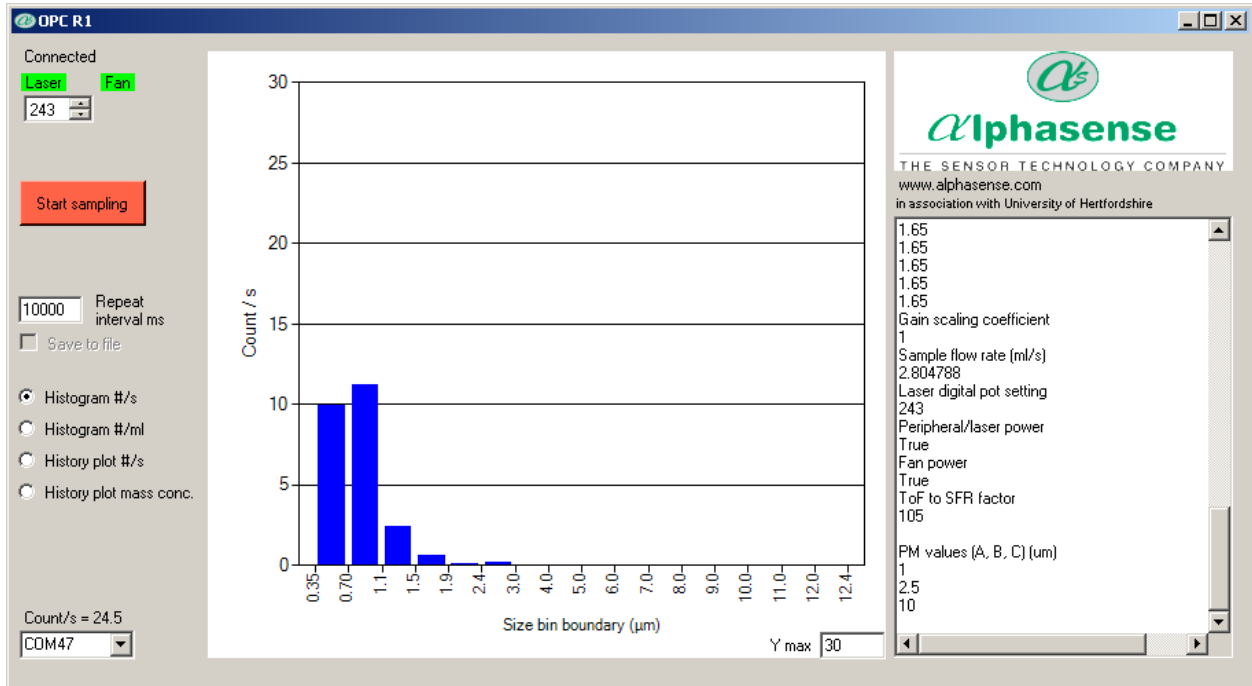 OPC R1
Connected
Laser Fan
243
Start sampling
10000 Repeat
interval ms
Save to file
Histogram #/s
Histogram #/ml
History plot #/s
History plot mass conc.
Count/s = 24.5
COM47
Count / s
30
25
20
15
10
5
0
0.35 0.70 1.1 1.5 1.9 2.4 3.0 4.0 5.0 6.0 7.0 8.0 9.0 10.0 11.0 12.0 12.4
Size bin boundary (µm)
Y max 30
αs
αlphasense
THE SENSOR TECHNOLOGY COMPANY
www.alphasense.com
in association with University of Hertfordshire
1.65
1.65
1.65
1.65
1.65
Gain scaling coefficient
1
Sample flow rate (ml/s)
2.804788
Laser digital pot setting
243
Peripheral/laser power
True
Fan power
True
ToF to SFR factor
105
PM values (A, B, C) (um)
1
2.5
10